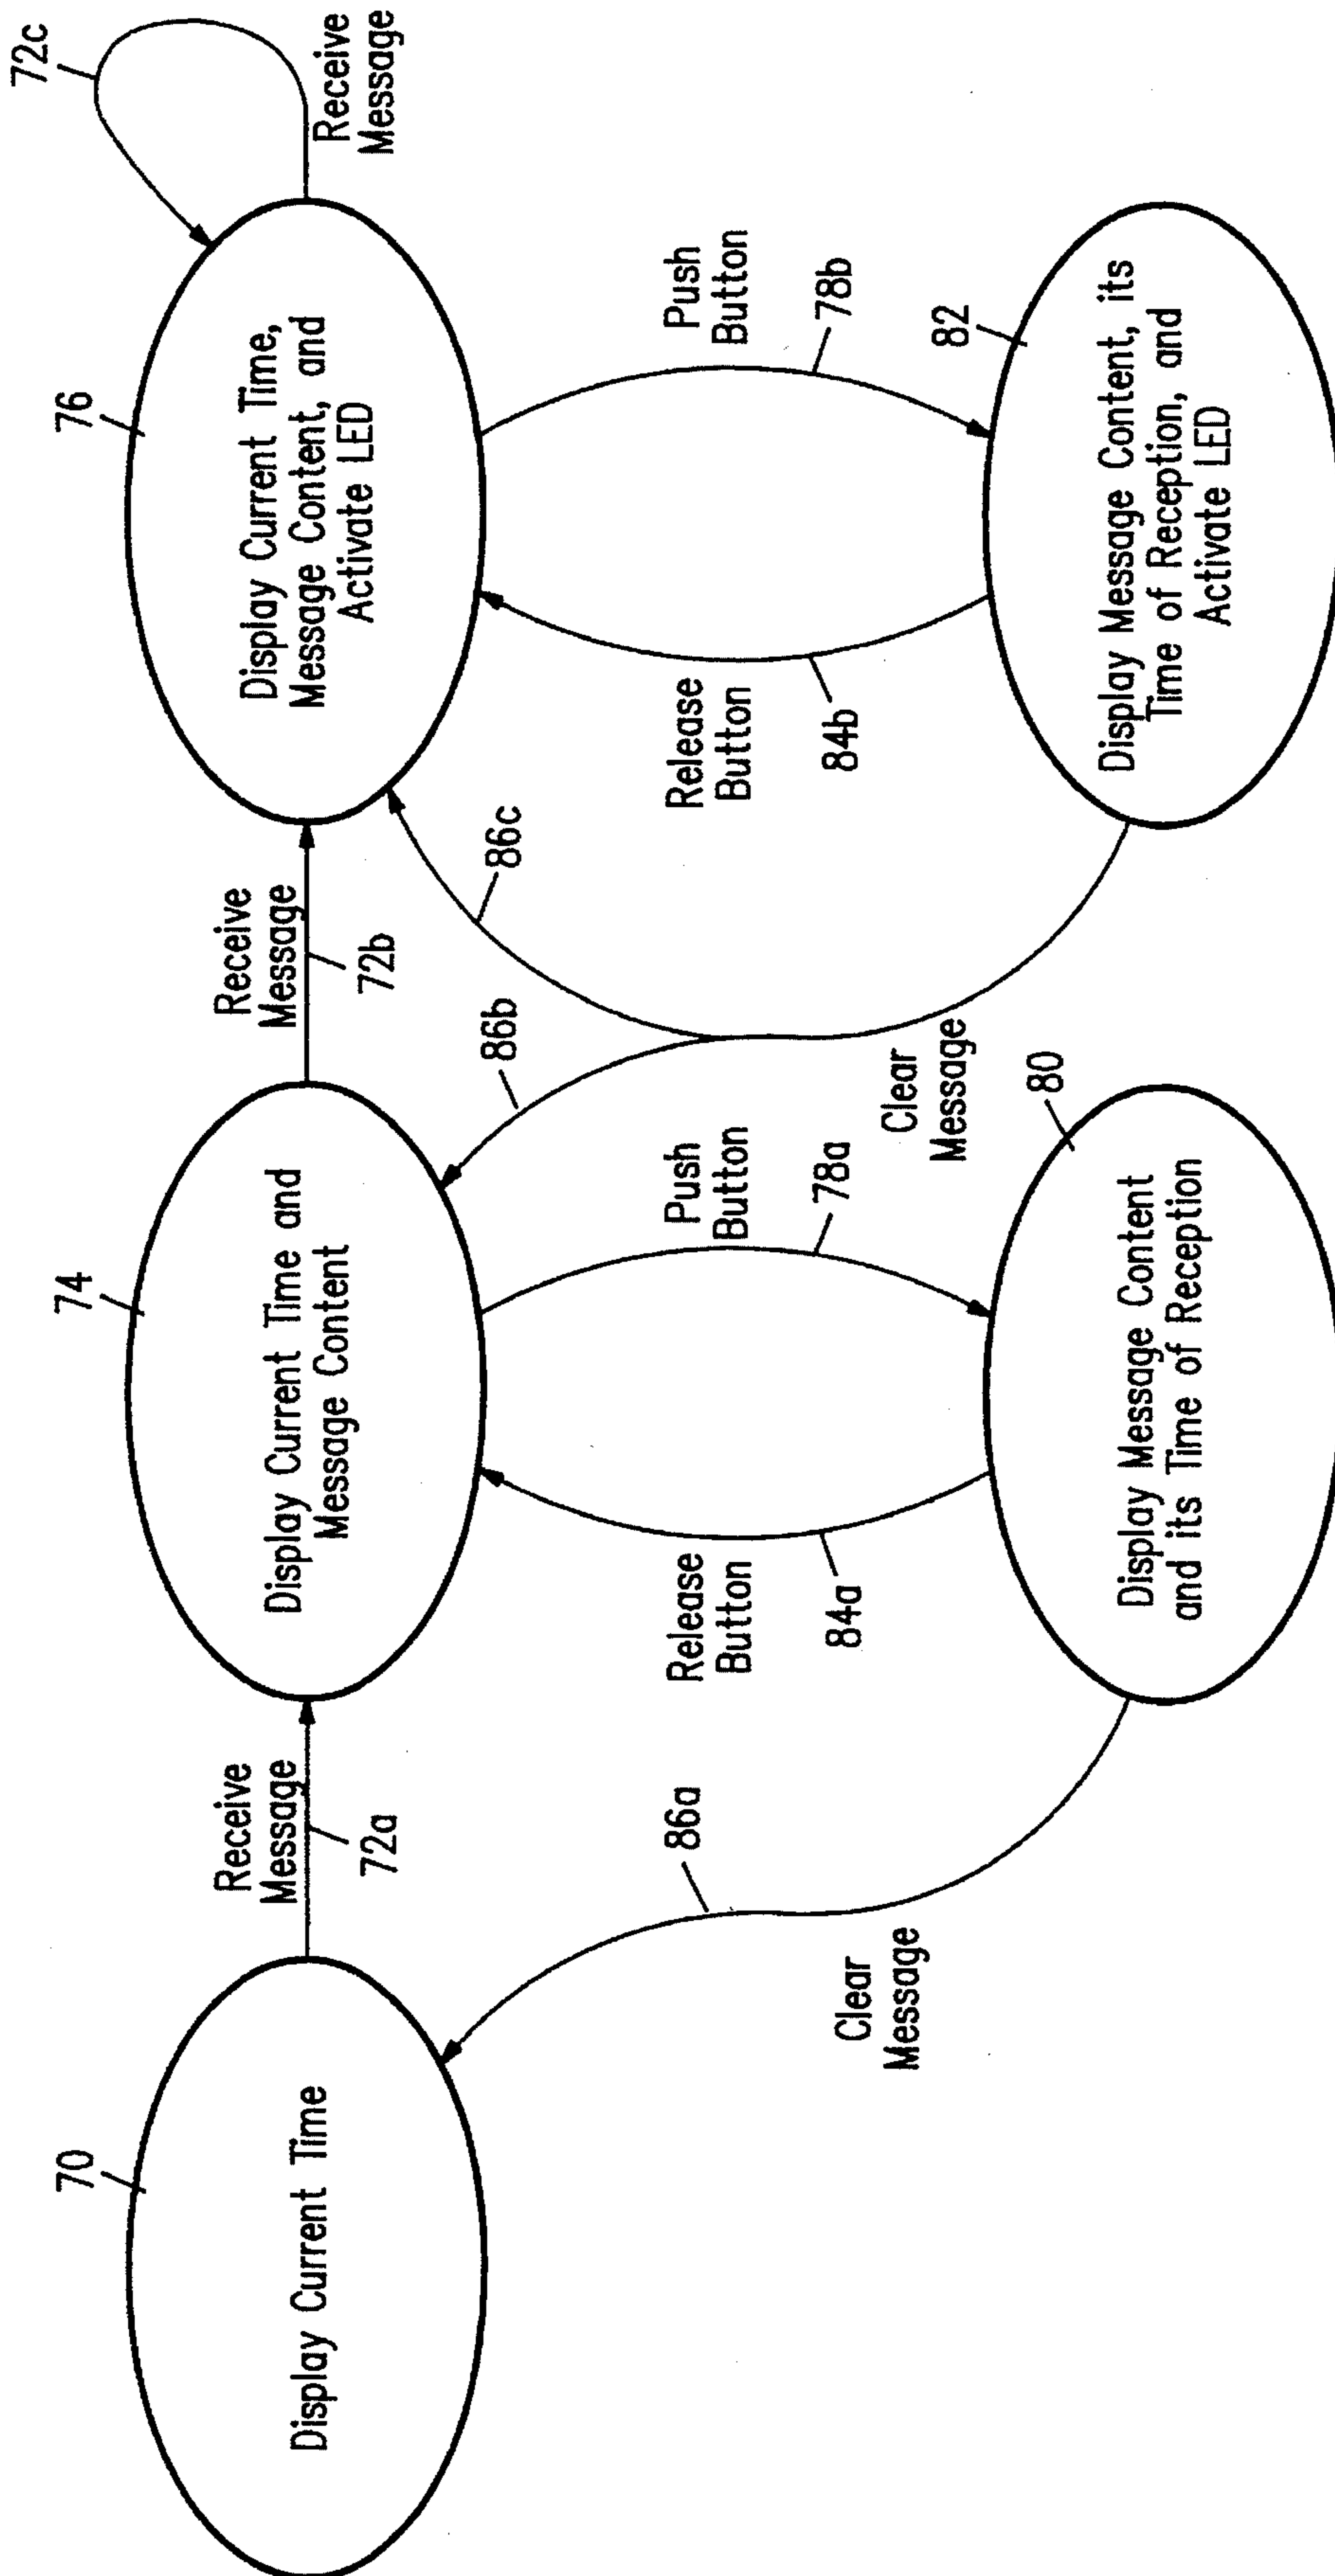 70
Display Current Time
Receive
Message
72a
74
Display Current Time and
Message Content
Receive
Message
72b
76
Display Current Time,
Message Content, and
Activate LED
72c
Receive
Message
Clear
Message
86a
Release
Button
84a
Push
Button
78a
86b
86c
Clear
Message
Release
Button
84b
Push
Button
78b
80
Display Message Content
and its Time of Reception
82
Display Message Content, its
Time of Reception, and
Activate LED